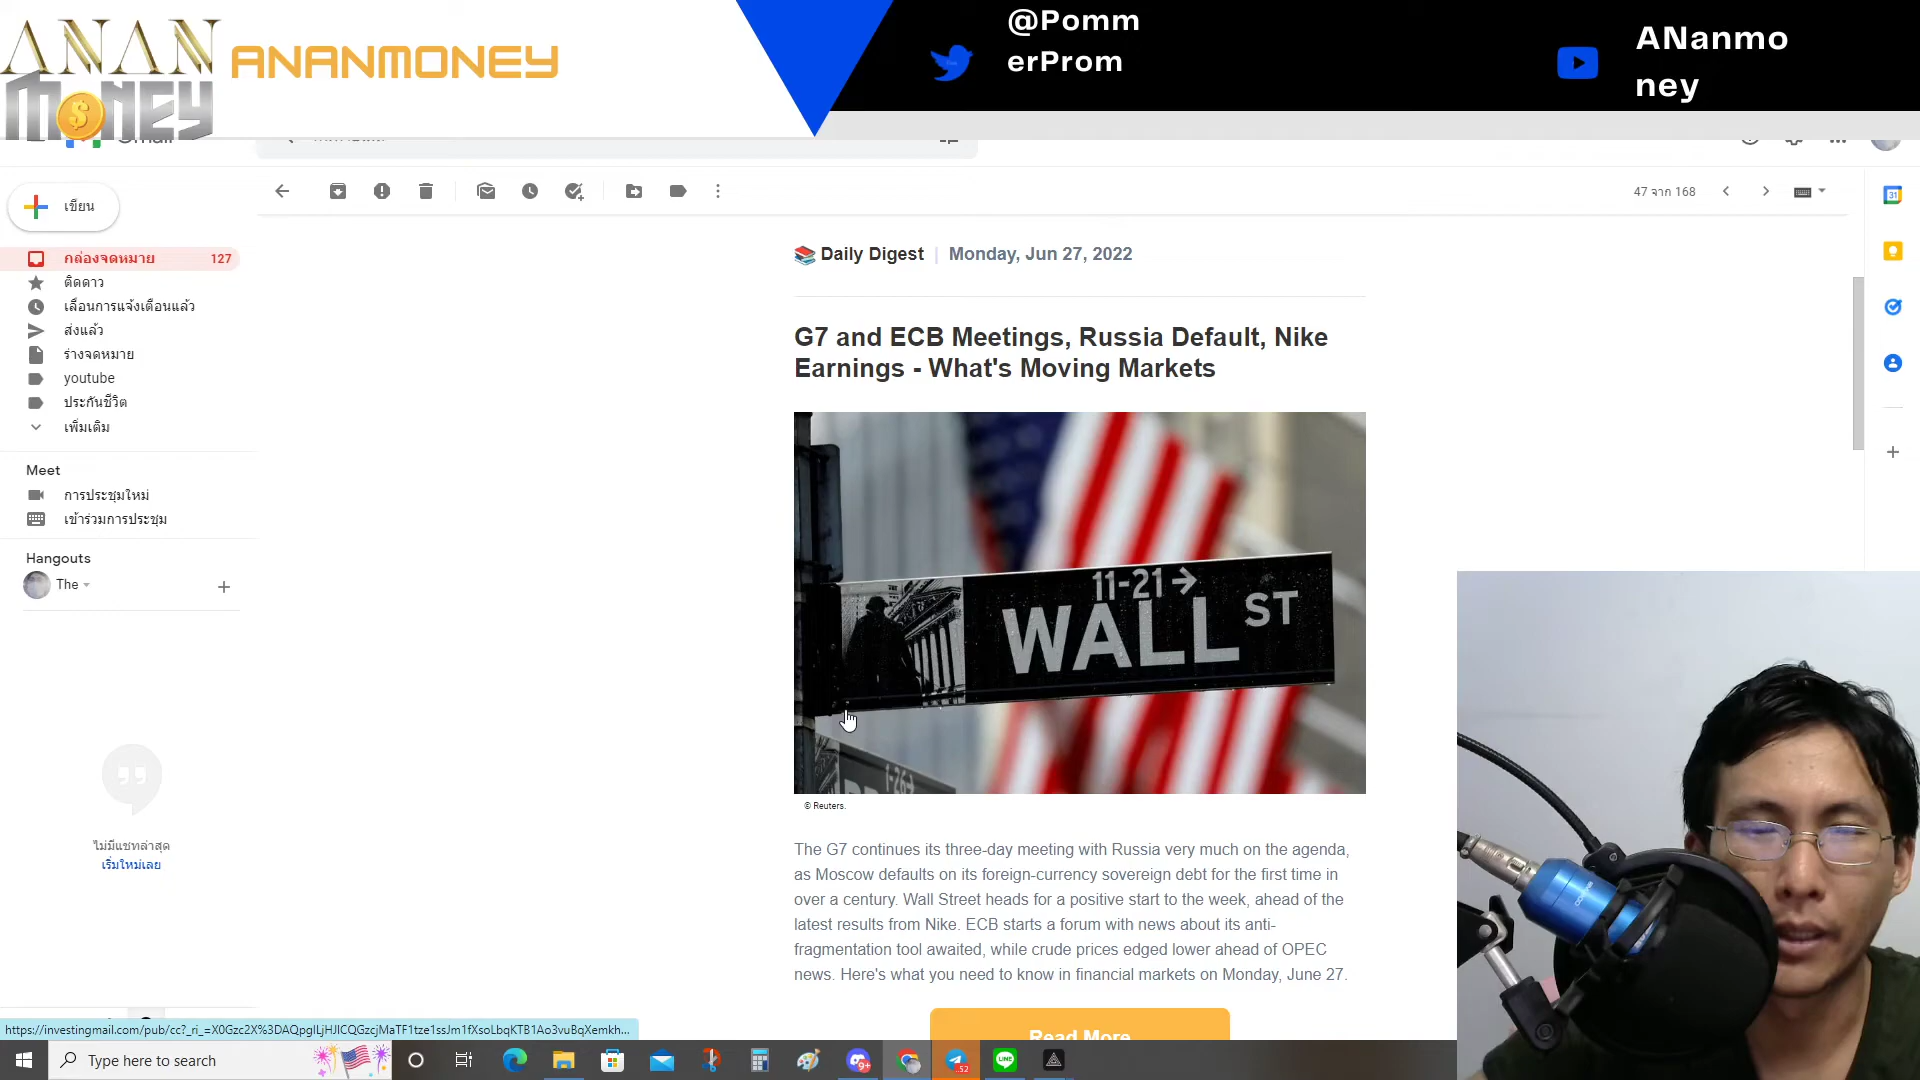 ANAN
MONEY
ANANMONEY
@Pomm
erProm
ANanmo
ney
เขียน
47 จาก 168
กล่องจดหมาย 127
ติดดาว
เลื่อนการแจ้งเตือนแล้ว
ส่งแล้ว
ร่างจดหมาย
youtube
ประกันชีวิต
เพิ่มเติม
Meet
การประชุมใหม่
เข้าร่วมการประชุม
Hangouts
The
ไม่มีแชทล่าสุด
เริ่มใหม่เลย
Daily Digest | Monday, Jun 27, 2022
G7 and ECB Meetings, Russia Default, Nike
Earnings - What's Moving Markets
11-21
WALL ST
1-26
© Reuters.
The G7 continues its three-day meeting with Russia very much on the agenda,
as Moscow defaults on its foreign-currency sovereign debt for the first time in
over a century. Wall Street heads for a positive start to the week, ahead of the
latest results from Nike. ECB starts a forum with news about its anti-
fragmentation tool awaited, while crude prices edged lower ahead of OPEC
news. Here's what you need to know in financial markets on Monday, June 27.
Read More
Type here to search